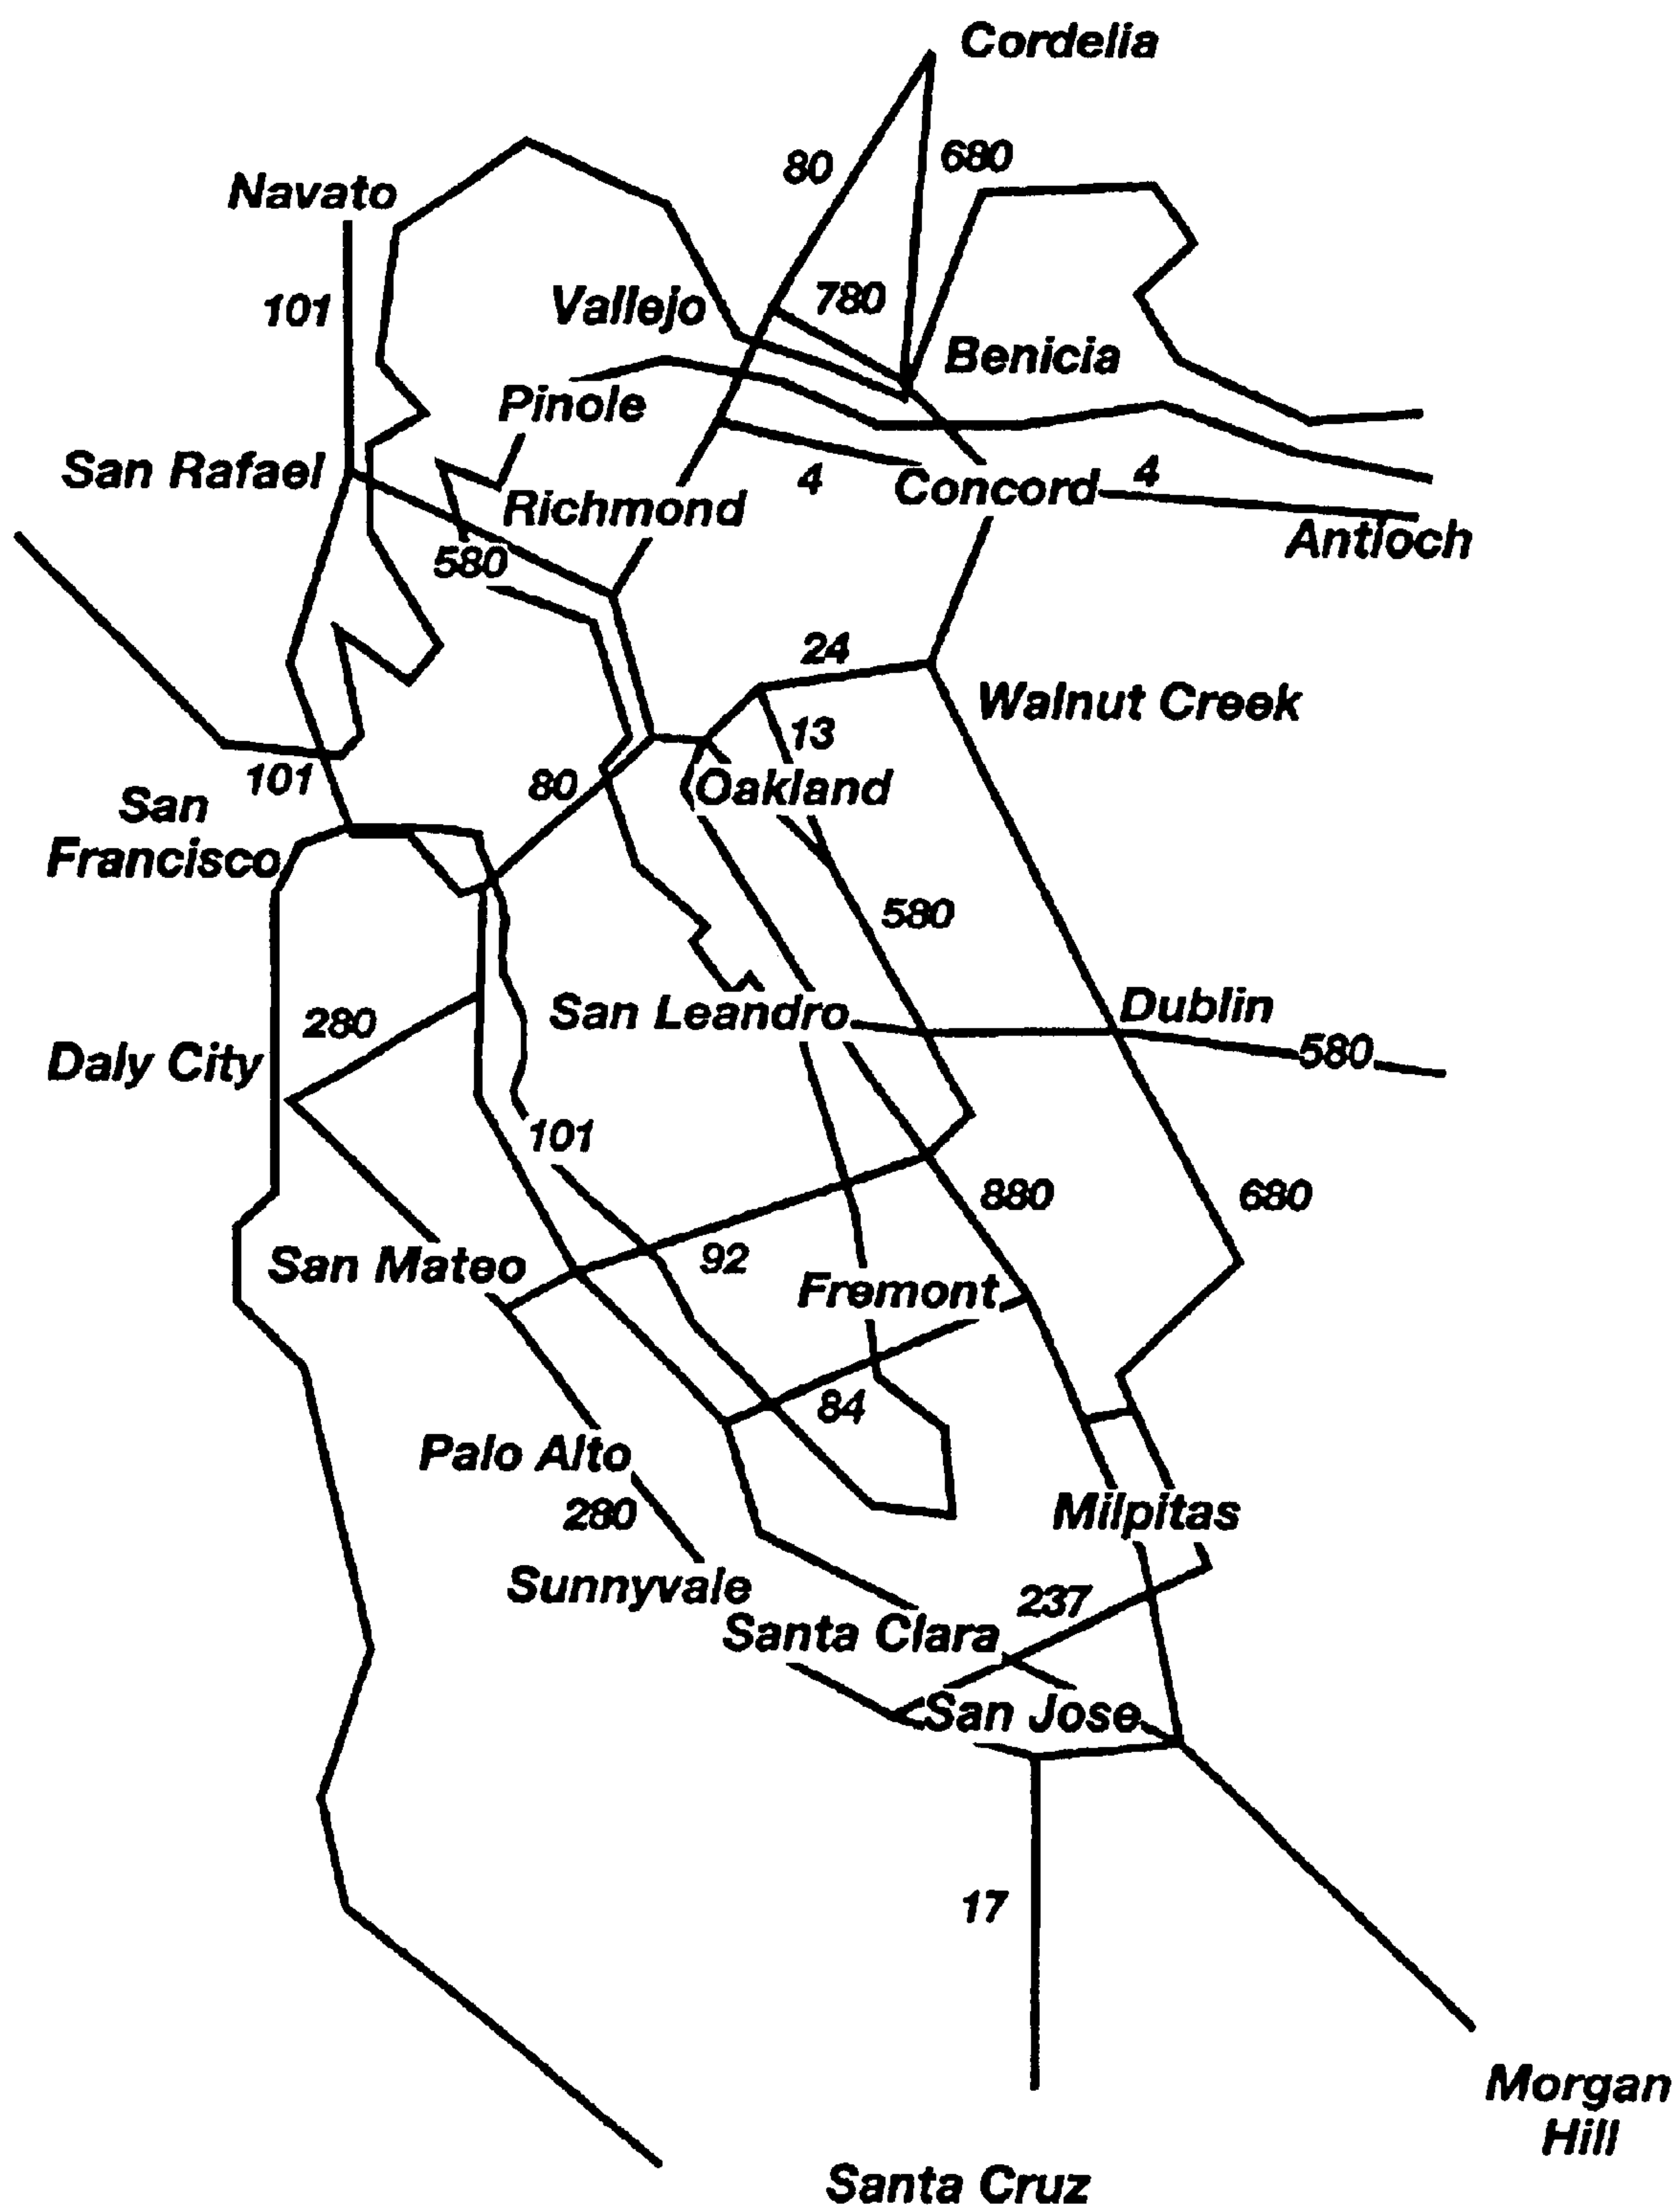 Cordelia
80
680
Navato
101
Vallejo
780
Benicia
Pinole
San Rafael
Richmond
4
Concord
4
Antioch
580
24
Walnut Creek
13
101
80
Oakland
San
Francisco
580
San Leandro
Dublin
280
580
Daly City
101
880
680
San Mateo
92
Fremont
84
Palo Alto
280
Milpitas
Sunnyvale
237
Santa Clara
San Jose
17
Morgan
Hill
Santa Cruz